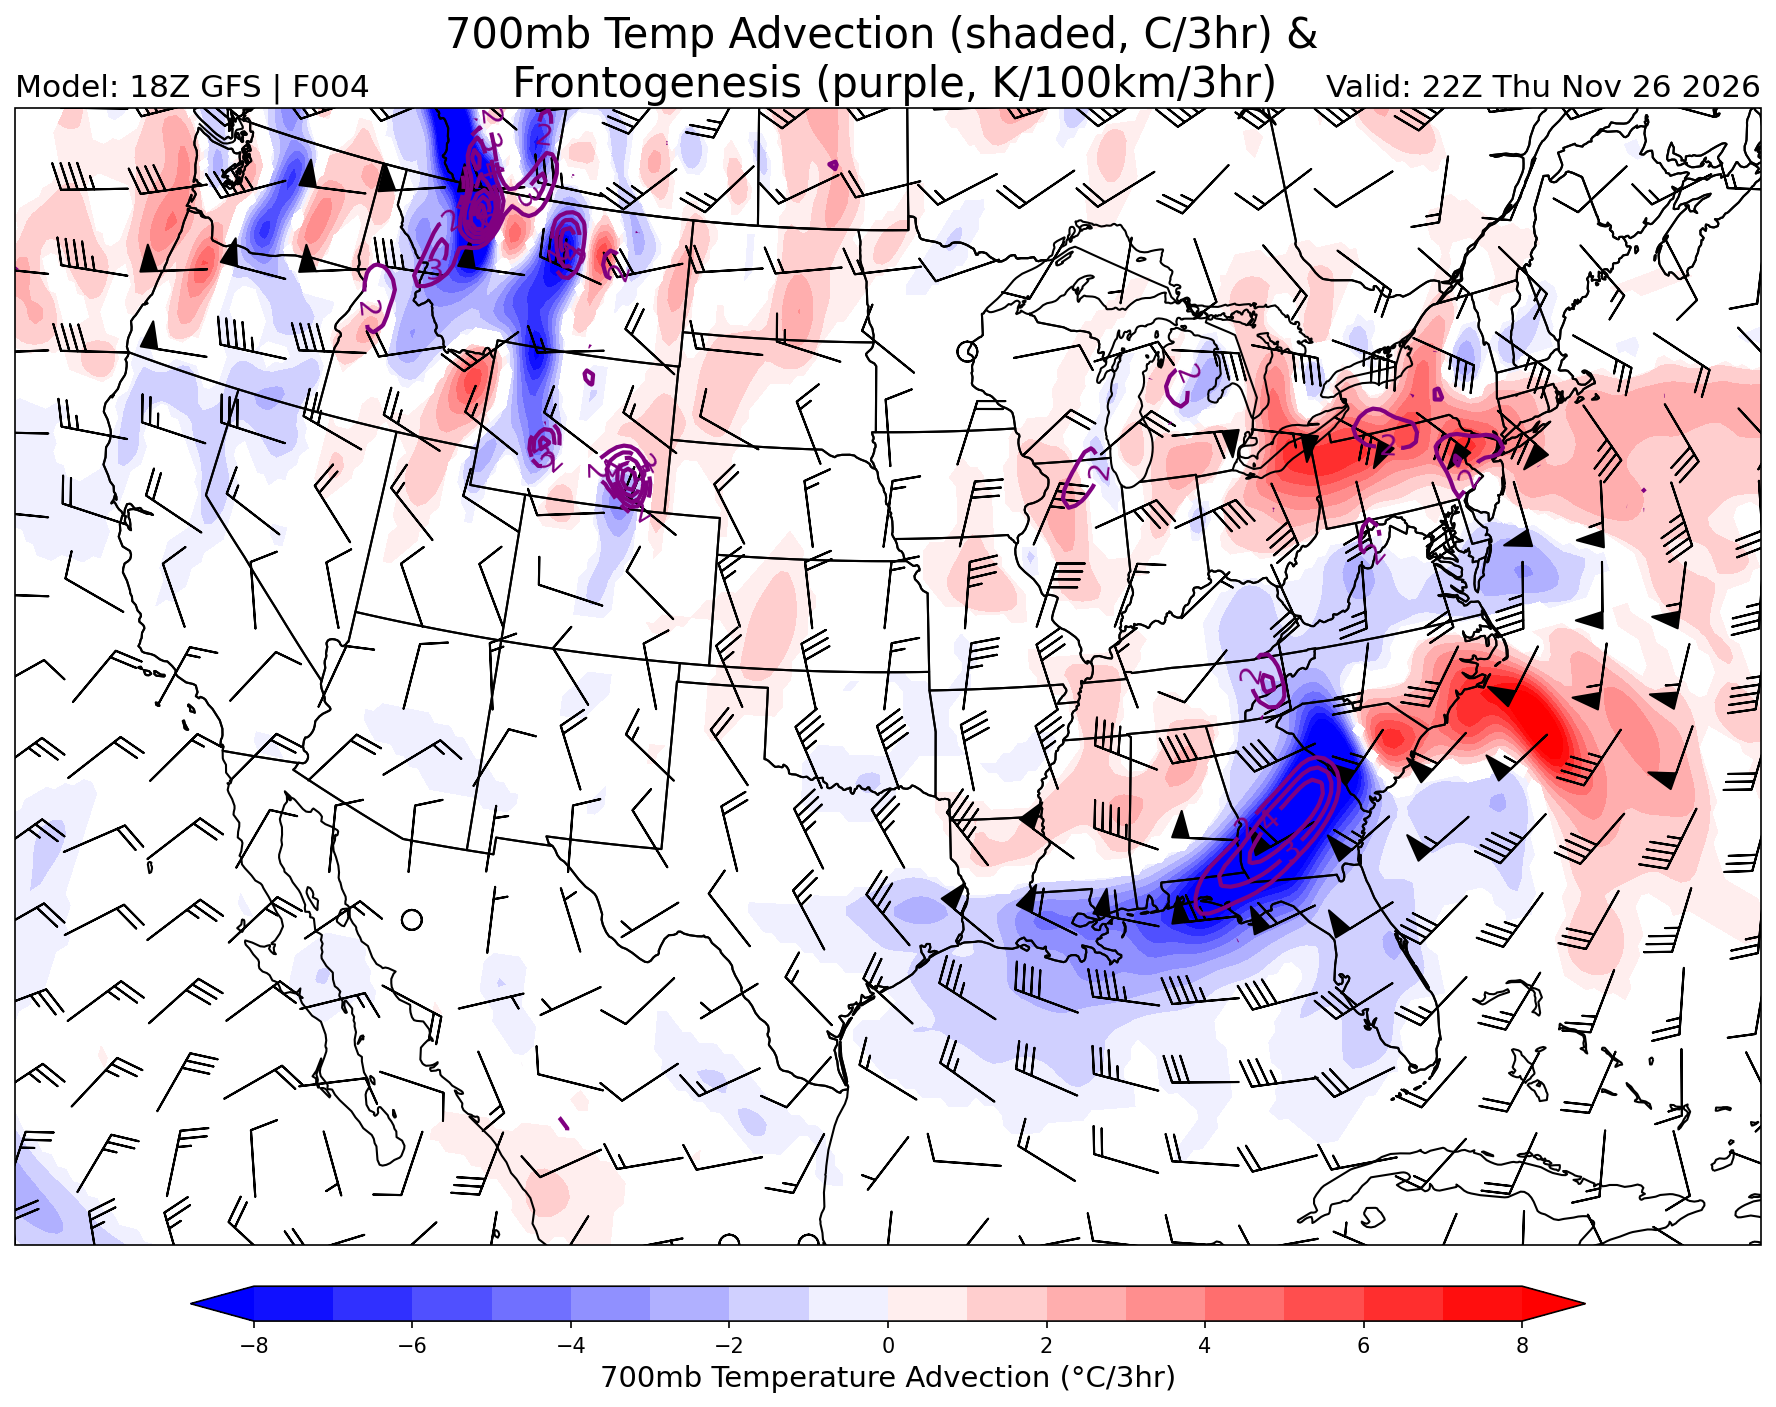 700mb Temp Advection (shaded, C/3hr) &
Frontogenesis (purple, K/100km/3hr)
Model: 18Z GFS | F004
Valid: 22Z Thu Nov 26 2026
−8 −6 −4 −2 0 2 4 6 8
700mb Temperature Advection (°C/3hr)